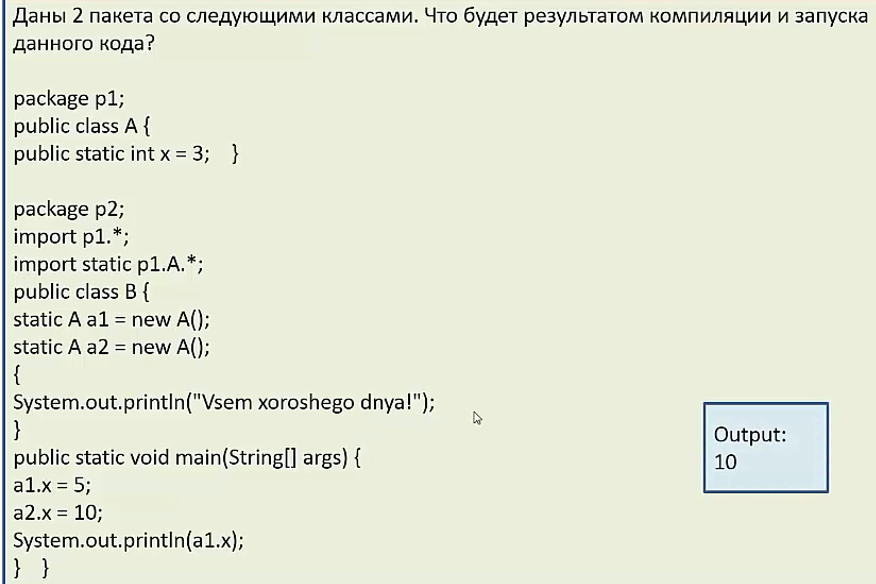 Даны 2 пакета со следующими классами. Что будет результатом компиляции и запуска
данного кода?
package p1;
public class A {
public static int x = 3; }
package p2;
import p1.*;
import static p1.A.*;
public class B {
static A a1 = new A();
static A a2 = new A();
{
System.out.println("Vsem xoroshego dnya!");
}
public static void main(String[] args) {
a1.x = 5;
a2.x = 10;
System.out.println(a1.x);
} }
Output:
10